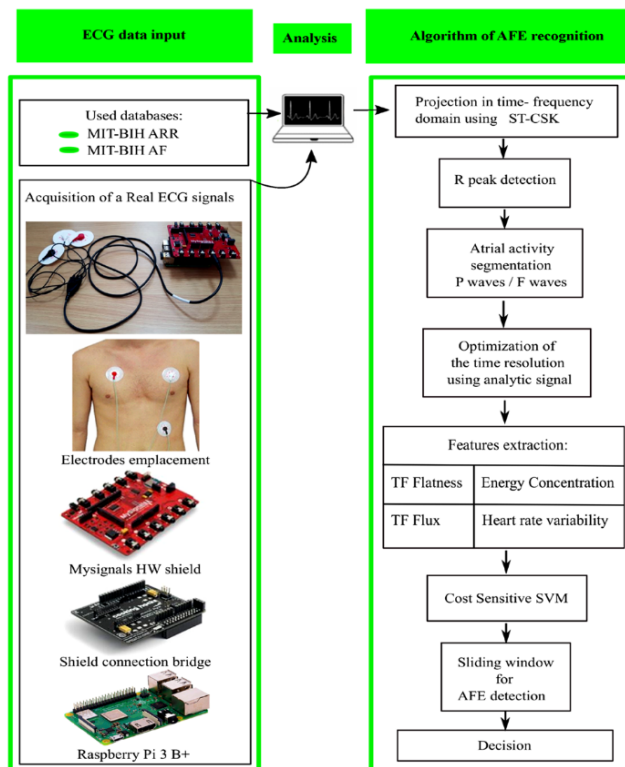 ECG data input
Analysis
Algorithm of AFE recognition
Used databases:
MIT-BIH ARR
MIT-BIH AF
Acquisition of a Real ECG signals
Electrodes emplacement
Mysignals HW shield
Shield connection bridge
Raspberry Pi 3 B+
Projection in time- frequency
domain using ST-CSK
R peak detection
Atrial activity
segmentation
P waves / F waves
Optimization of
the time resolution
using analytic signal
Features extraction:
TF Flatness
Energy Concentration
TF Flux
Heart rate variability
Cost Sensitive SVM
Sliding window
for
AFE detection
Decision